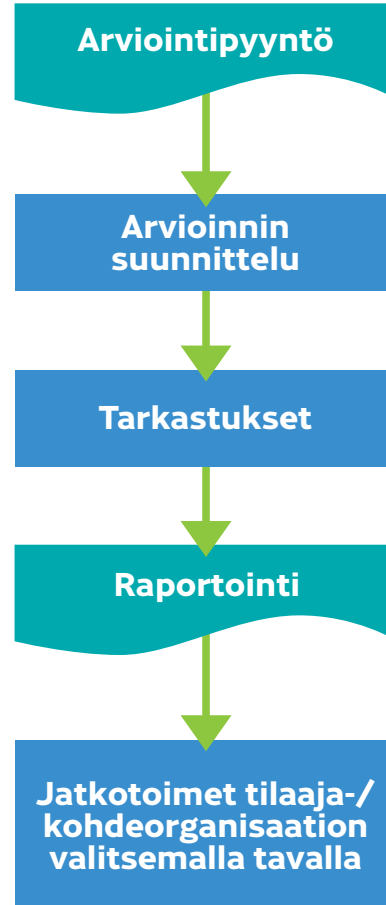 Arviointipyyntö
Arvioinnin
suunnittelu
Tarkastukset
Raportointi
Jatkotoimet tilaaja-/
kohdeorganisaation
valitsemalla tavalla